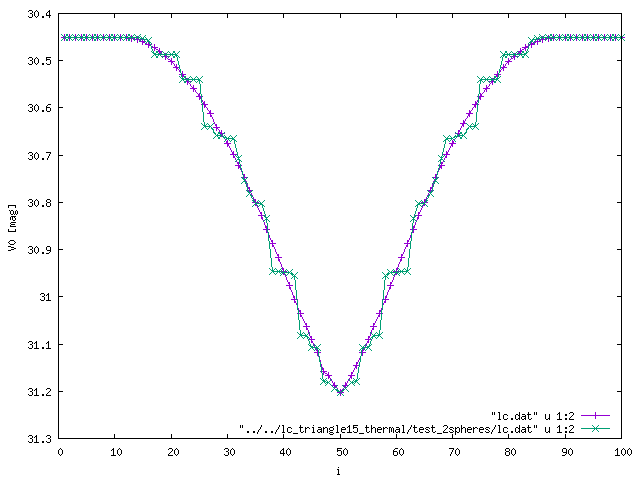 30.4
30.5
30.6
30.7
30.8
30.9
31
31.1
31.2
31.3
V0 [mag]
"lc.dat" u 1:2
"../../lc_triangle15_thermal/test_2spheres/lc.dat" u 1:2
0 10 20 30 40 50 60 70 80 90 100
i